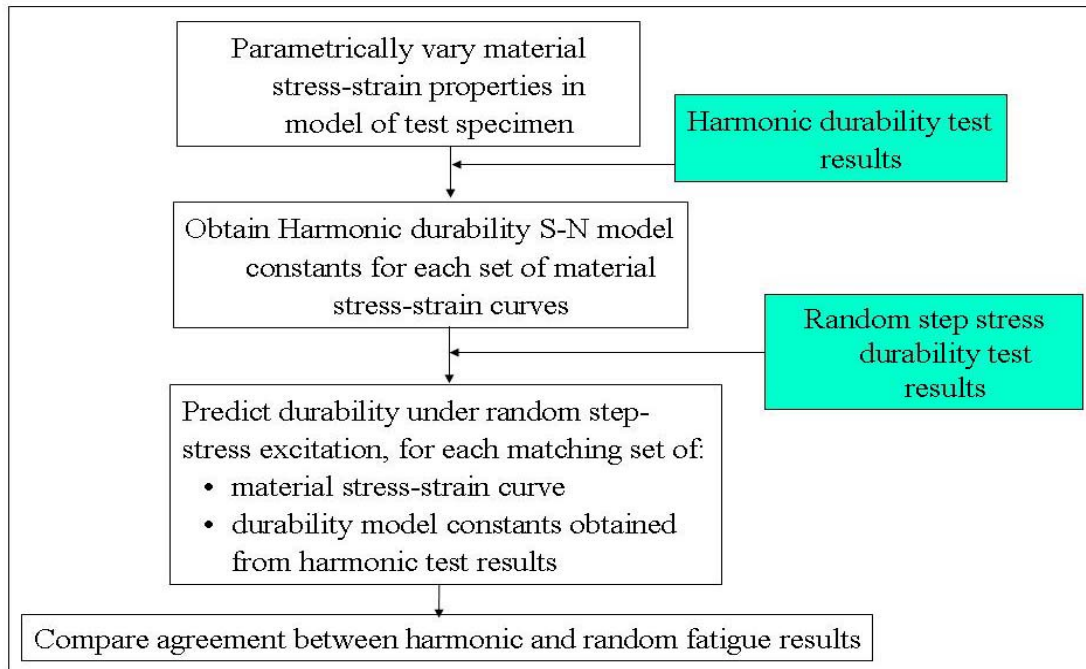 Parametrically vary material
stress-strain properties in
model of test specimen
Harmonic durability test
results
Obtain Harmonic durability S-N model
constants for each set of material
stress-strain curves
Random step stress
durability test
results
Predict durability under random step-
stress excitation, for each matching set of:
• material stress-strain curve
• durability model constants obtained
from harmonic test results
Compare agreement between harmonic and random fatigue results